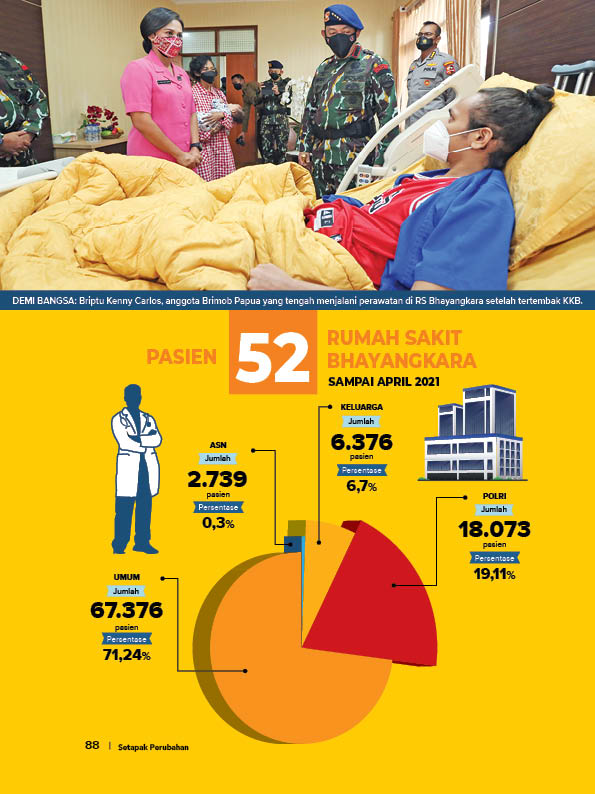 POLRI
DEMI BANGSA: Briptu Kenny Carlos, anggota Brimob Papua yang tengah menjalani perawatan di RS Bhayangkara setelah tertembak KKB.
PASIEN
52
RUMAH SAKIT
BHAYANGKARA
SAMPAI APRIL 2021
KELUARGA
Jumlah
6.376
pasien
Persentase
6,7%
ASN
Jumlah
2.739
pasien
Persentase
0,3%
POLRI
Jumlah
18.073
pasien
Persentase
19,11%
UMUM
Jumlah
67.376
pasien
Persentase
71,24%
88 | Setapak Perubahan